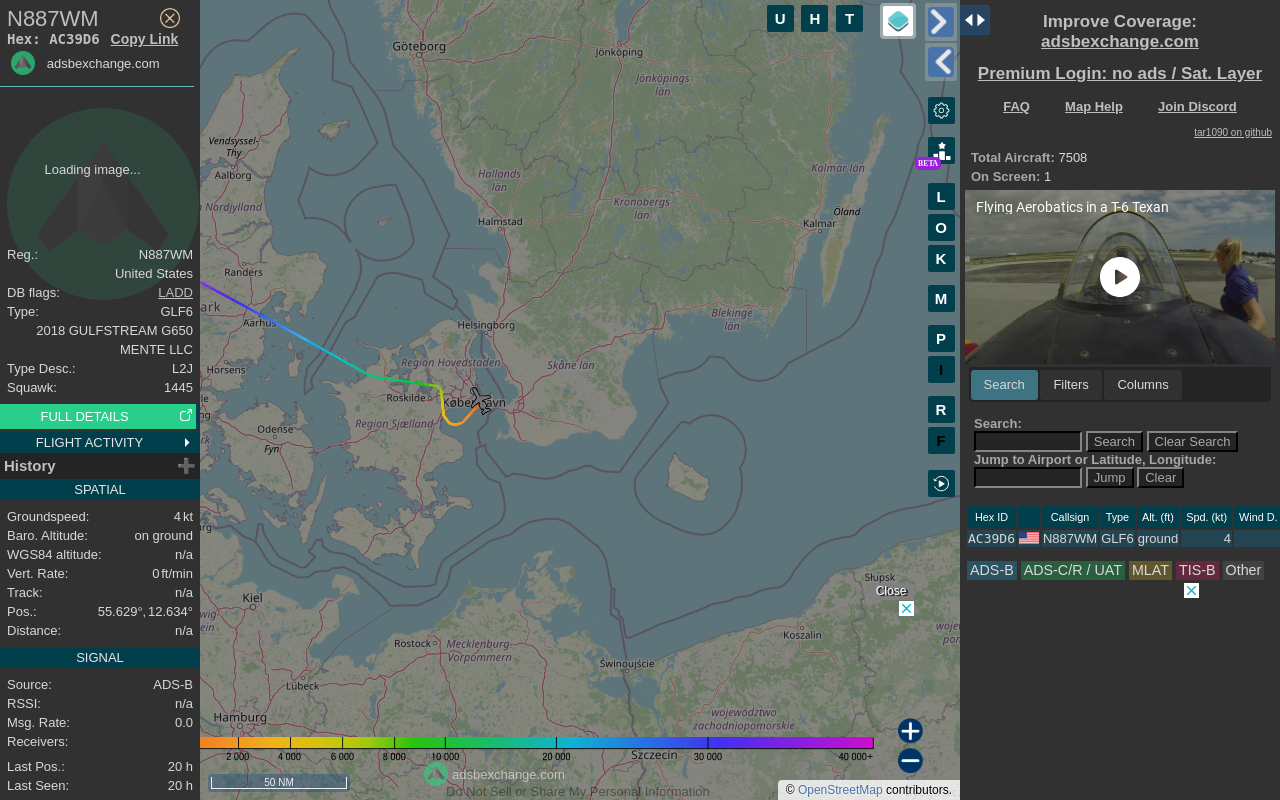 N887WM
Hex: AC39D6 Copy Link
adsbexchange.com
Loading image...
Reg.: N887WM
United States
DB flags: LADD
Type: GLF6
2018 GULFSTREAM G650
MENTE LLC
Type Desc.: L2J
Squawk: 1445
FULL DETAILS
FLIGHT ACTIVITY
History
SPATIAL
Groundspeed: 4 kt
Baro. Altitude: on ground
WGS84 altitude: n/a
Vert. Rate: 0 ft/min
Track: n/a
Pos.: 55.629°, 12.634°
Distance: n/a
SIGNAL
Source: ADS-B
RSSI: n/a
Msg. Rate: 0.0
Receivers:
Last Pos.: 20 h
Last Seen: 20 h
U H T
Göteborg
Jönköping
Jönköpings
län
Vendsyssel-
Thy
Aalborg
Nordjylland
Hallands
län
Kronobergs
län
Kalmar län
Halmstad
Kalmar
Öland
Randers
ark
Aarhus
Helsingborg
Blekinge
län
Horsens
Region Hovedstaden
Skåne län
Roskilde
København
Region Sjælland
Odense
Fyn
Kiel
Słupsk
Rostock
Mecklenburg-
Vorpommern
Koszalin
Świnoujście
Lübeck
Hamburg
województwo
zachodniopomorskie
Szczecin
Close
BETA
L
O
K
M
P
I
R
F
2 000 4 000 6 000 8 000 10 000 20 000 30 000 40 000+
50 NM
adsbexchange.com
Do Not Sell or Share My Personal Information
© OpenStreetMap contributors.
Improve Coverage:
adsbexchange.com
Premium Login: no ads / Sat. Layer
FAQ Map Help Join Discord
tar1090 on github
Total Aircraft: 7508
On Screen: 1
Flying Aerobatics in a T-6 Texan
Search Filters Columns
Search:
Search Clear Search
Jump to Airport or Latitude, Longitude:
Jump Clear
Hex ID Callsign Type Alt. (ft) Spd. (kt) Wind D.
AC39D6 N887WM GLF6 ground 4
ADS-B ADS-C/R / UAT MLAT TIS-B Other